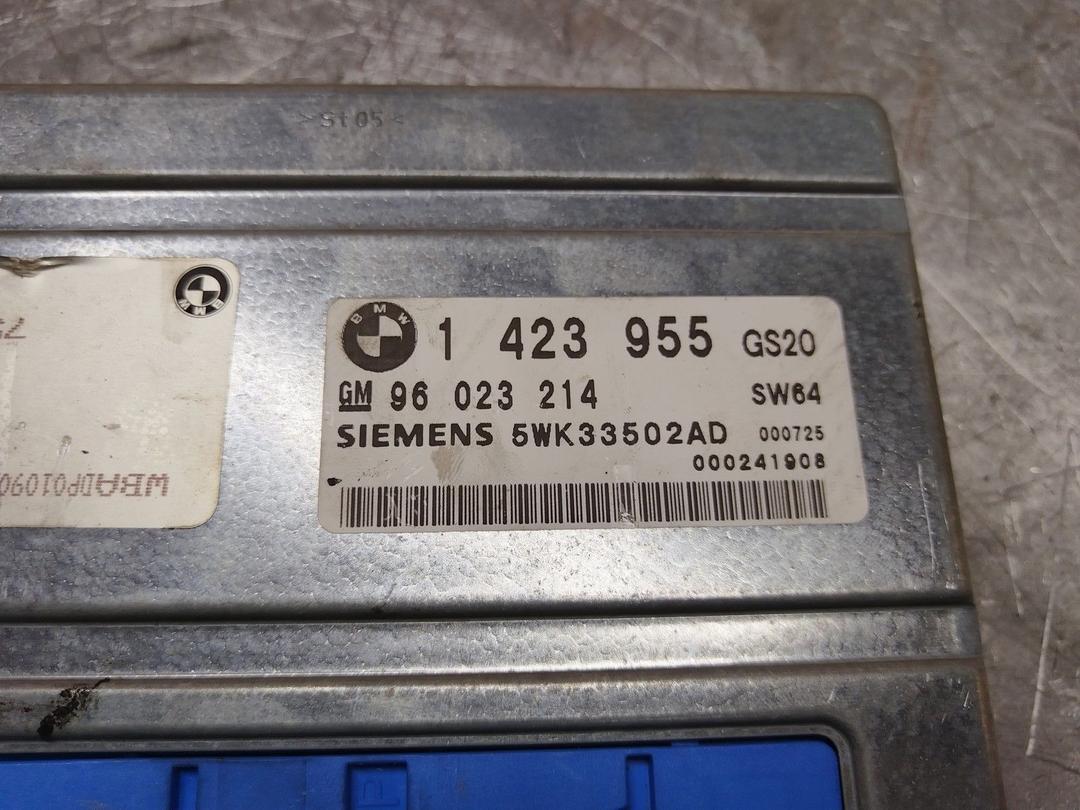 >St05<
BMW
BMW
1 423 955 GS20
GM 96 023 214 SW64
SIEMENS 5WK33502AD 000725
000241908
WBADP01090